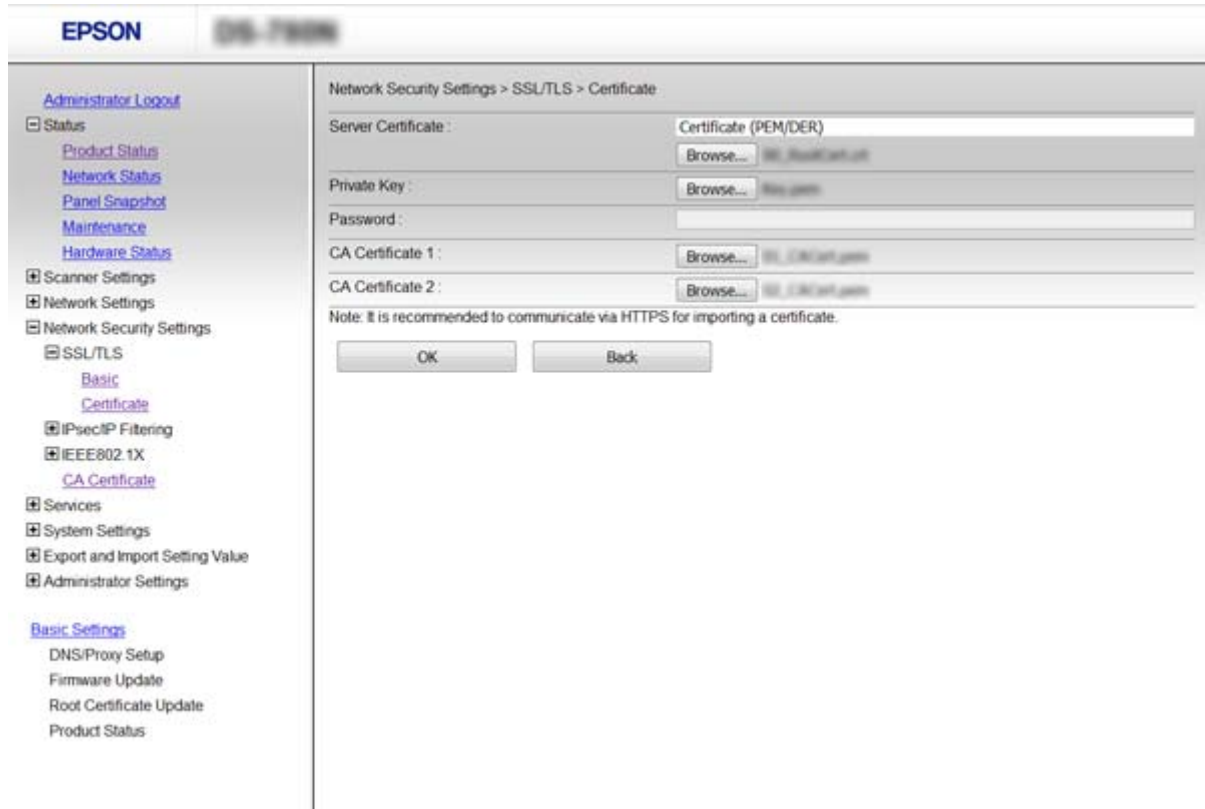 EPSON
Administrator Logout
Status
Product Status
Network Status
Panel Snapshot
Maintenance
Hardware Status
Scanner Settings
Network Settings
Network Security Settings
SSL/TLS
Basic
Certificate
IPsec/IP Filtering
IEEE802.1X
CA Certificate
Services
System Settings
Export and Import Setting Value
Administrator Settings
Basic Settings
DNS/Proxy Setup
Firmware Update
Root Certificate Update
Product Status
Network Security Settings > SSL/TLS > Certificate
Server Certificate : Certificate (PEM/DER)
Browse...
Private Key : Browse...
Password :
CA Certificate 1 : Browse...
CA Certificate 2 : Browse...
Note: It is recommended to communicate via HTTPS for importing a certificate.
OK Back